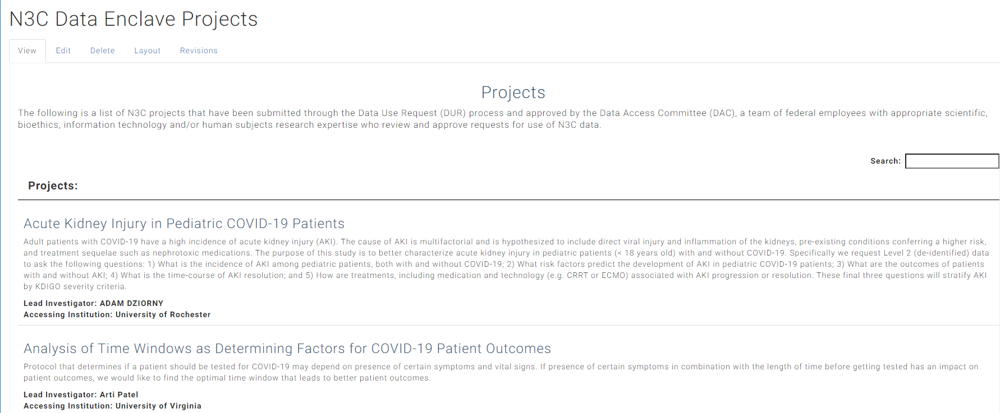 N3C Data Enclave Projects
View Edit Delete Layout Revisions
Projects
The following is a list of N3C projects that have been submitted through the Data Use Request (DUR) process and approved by the Data Access Committee (DAC), a team of federal employees with appropriate scientific,
bioethics, information technology and/or human subjects research expertise who review and approve requests for use of N3C data.
Search:
Projects:
Acute Kidney Injury in Pediatric COVID-19 Patients
Adult patients with COVID-19 have a high incidence of acute kidney injury (AKI). The cause of AKI is multifactorial and is hypothesized to include direct viral injury and inflammation of the kidneys, pre-existing conditions conferring a higher risk,
and treatment sequelae such as nephrotoxic medications. The purpose of this study is to better characterize acute kidney injury in pediatric patients (< 18 years old) with and without COVID-19. Specifically we request Level 2 (de-identified) data
to ask the following questions: 1) What is the incidence of AKI among pediatric patients, both with and without COVID-19; 2) What risk factors predict the development of AKI in pediatric COVID-19 patients; 3) What are the outcomes of patients
with and without AKI; 4) What is the time-course of AKI resolution; and 5) How are treatments, including medication and technology (e.g. CRRT or ECMO) associated with AKI progression or resolution. These final three questions will stratify AKI
by KDIGO severity criteria.
Lead Investigator: ADAM DZIORNY
Accessing Institution: University of Rochester
Analysis of Time Windows as Determining Factors for COVID-19 Patient Outcomes
Protocol that determines if a patient should be tested for COVID-19 may depend on presence of certain symptoms and vital signs. If presence of certain symptoms in combination with the length of time before getting tested has an impact on
patient outcomes, we would like to find the optimal time window that leads to better patient outcomes.
Lead Investigator: Arti Patel
Accessing Institution: University of Virginia